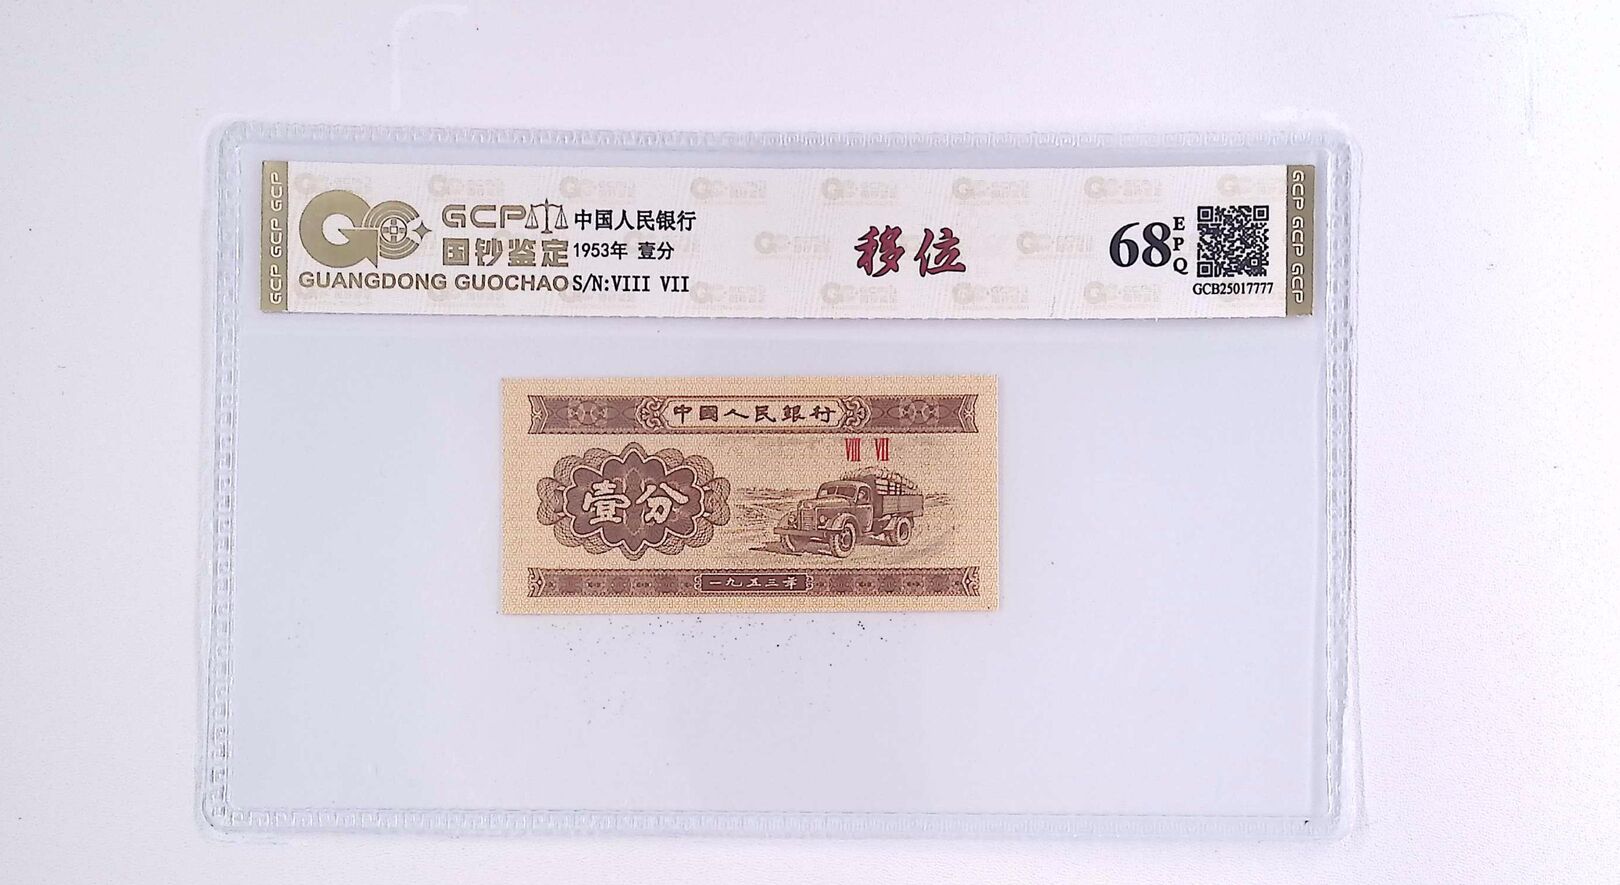 GCP GCP GCP
GCP
国钞鉴定
GUANGDONG GUOCHAO
中国人民银行
1953年 壹分
S/N:VIII VII
移位
68
EPQ
GCB25017777
GCP GCP GCP
中國人民銀行
VIII VII
壹分
一九五三年